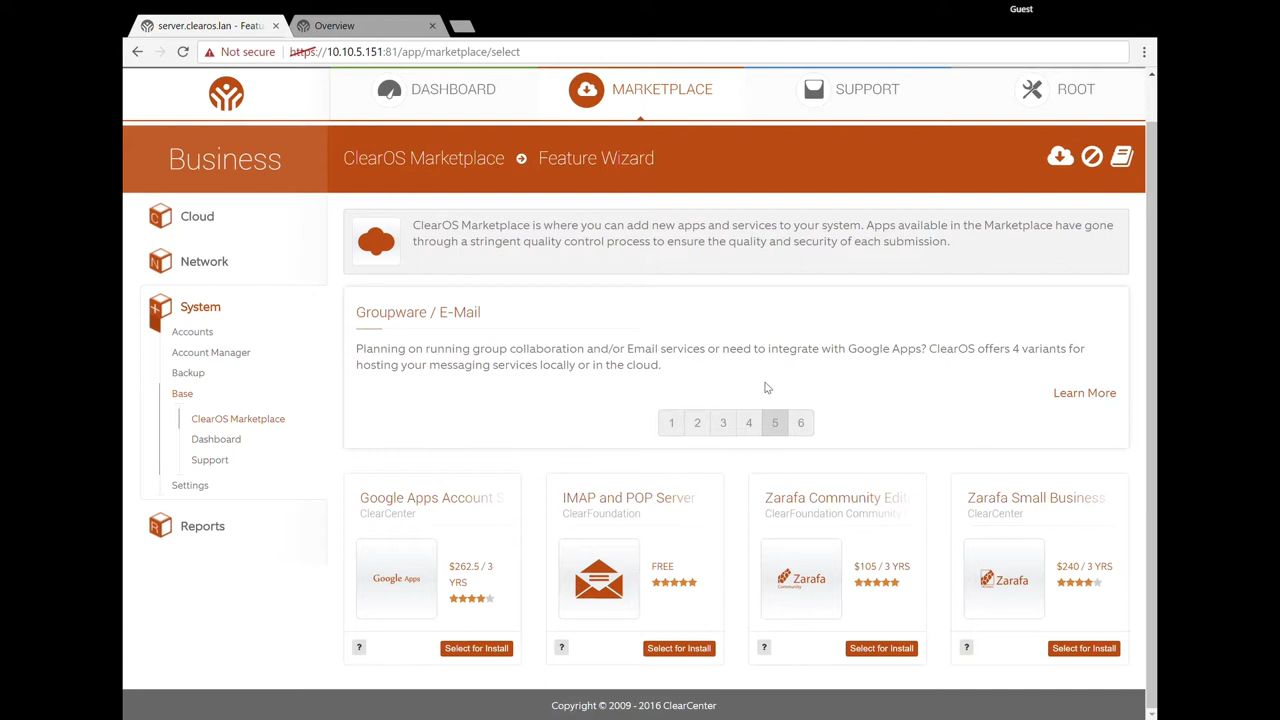 Guest
server.clearos.lan - Featu
Overview
Not secure
https://10.10.5.151:81/app/marketplace/select
DASHBOARD
MARKETPLACE
SUPPORT
ROOT
Business
ClearOS Marketplace
Feature Wizard
Cloud
Network
System
Accounts
Account Manager
Backup
Base
ClearOS Marketplace
Dashboard
Support
Settings
Reports
ClearOS Marketplace is where you can add new apps and services to your system. Apps available in the Marketplace have gone
through a stringent quality control process to ensure the quality and security of each submission.
Groupware / E-Mail
Planning on running group collaboration and/or Email services or need to integrate with Google Apps? ClearOS offers 4 variants for
hosting your messaging services locally or in the cloud.
Learn More
1 2 3 4 5 6
Google Apps Account S
ClearCenter
Google Apps
$262.5 / 3
YRS
? Select for Install
IMAP and POP Server
ClearFoundation
FREE
? Select for Install
Zarafa Community Edit
ClearFoundation Community
Zarafa
Community
$105 / 3 YRS
? Select for Install
Zarafa Small Business
ClearCenter
Zarafa
$240 / 3 YRS
? Select for Install
Copyright © 2009 - 2016 ClearCenter